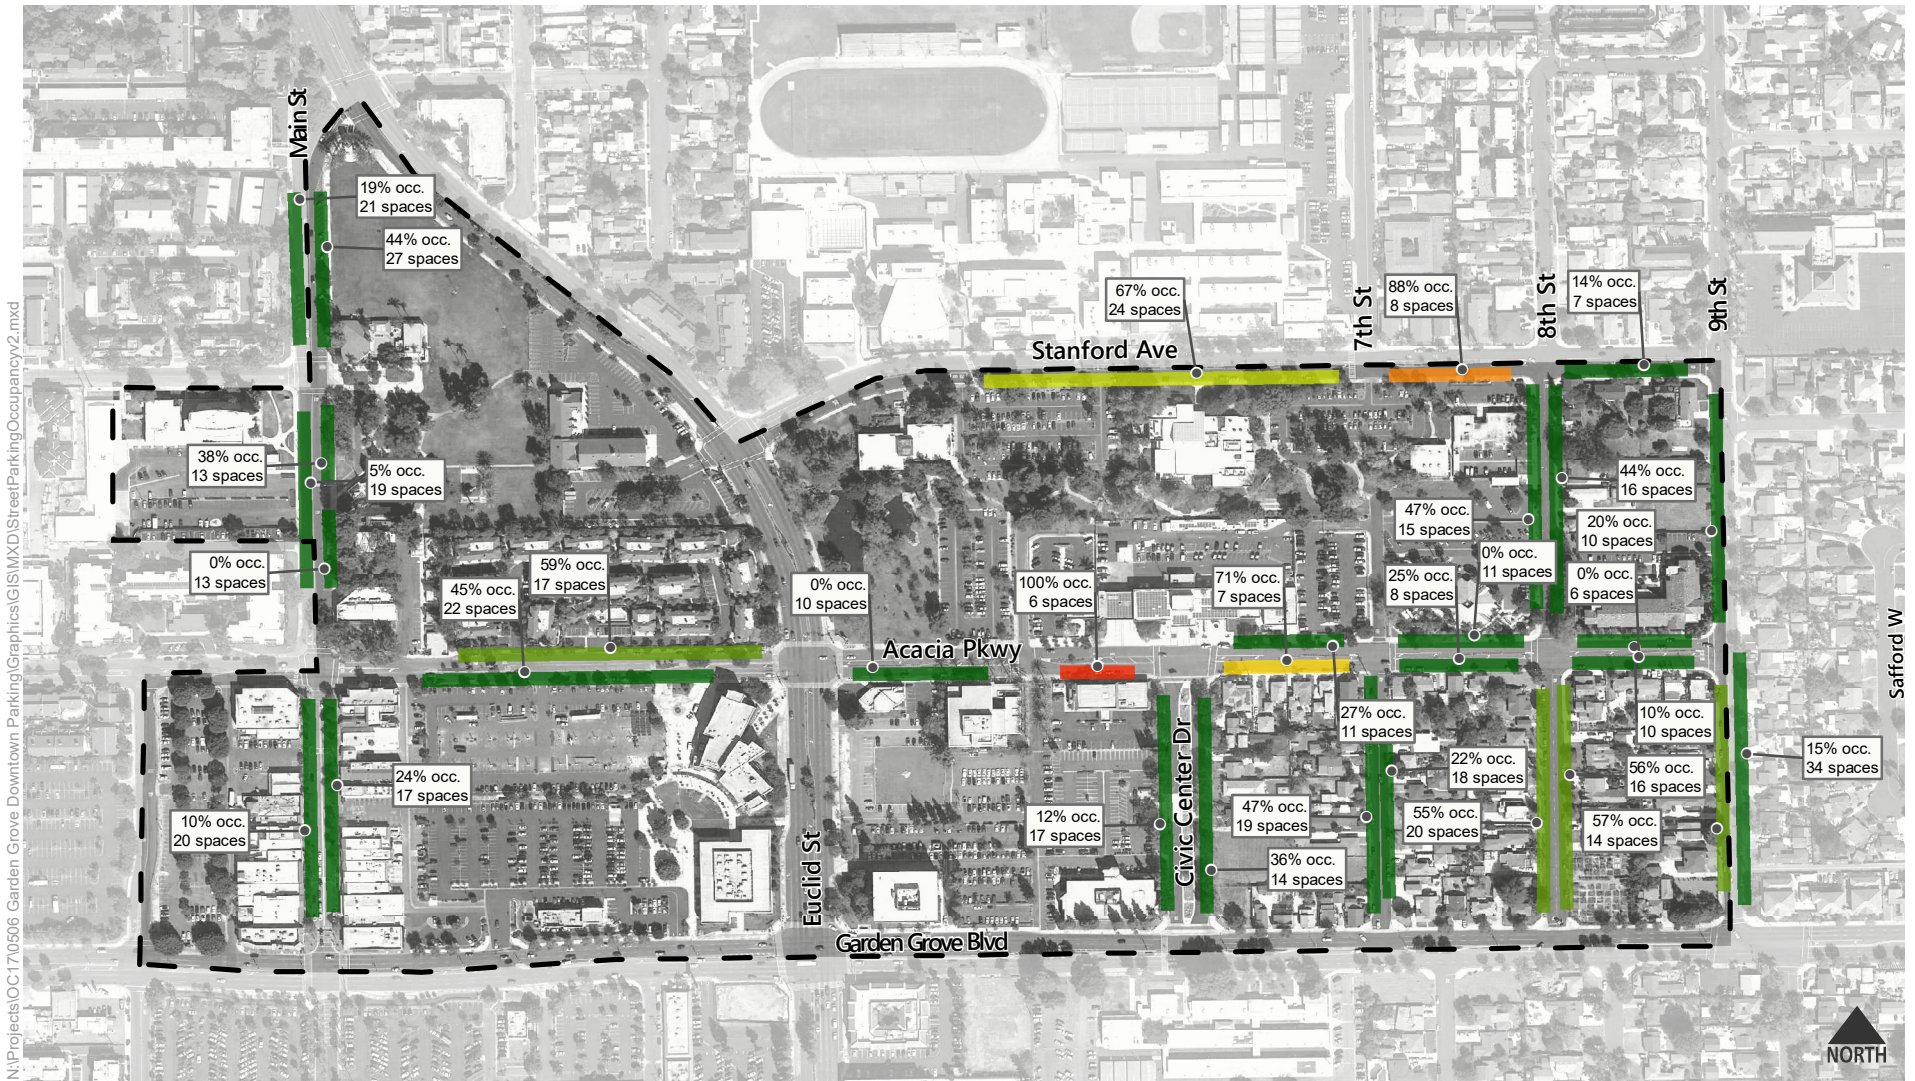 N:\Projects\OC17\0506 Garden Grove Downtown Parking\Graphics\GIS\MXD\StreetParkingOccupancyv2.mxd
Main St
19% occ.
21 spaces
44% occ.
27 spaces
67% occ.
24 spaces
7th St
88% occ.
8 spaces
8th St
14% occ.
7 spaces
9th St
Stanford Ave
38% occ.
13 spaces
5% occ.
19 spaces
0% occ.
13 spaces
45% occ.
22 spaces
59% occ.
17 spaces
0% occ.
10 spaces
100% occ.
6 spaces
71% occ.
7 spaces
47% occ.
15 spaces
44% occ.
16 spaces
20% occ.
10 spaces
0% occ.
11 spaces
25% occ.
8 spaces
0% occ.
6 spaces
Acacia Pkwy
Safford W
27% occ.
11 spaces
10% occ.
10 spaces
15% occ.
34 spaces
24% occ.
17 spaces
10% occ.
20 spaces
Euclid St
12% occ.
17 spaces
Civic Center Dr
47% occ.
19 spaces
36% occ.
14 spaces
22% occ.
18 spaces
55% occ.
20 spaces
56% occ.
16 spaces
57% occ.
14 spaces
Garden Grove Blvd
NORTH